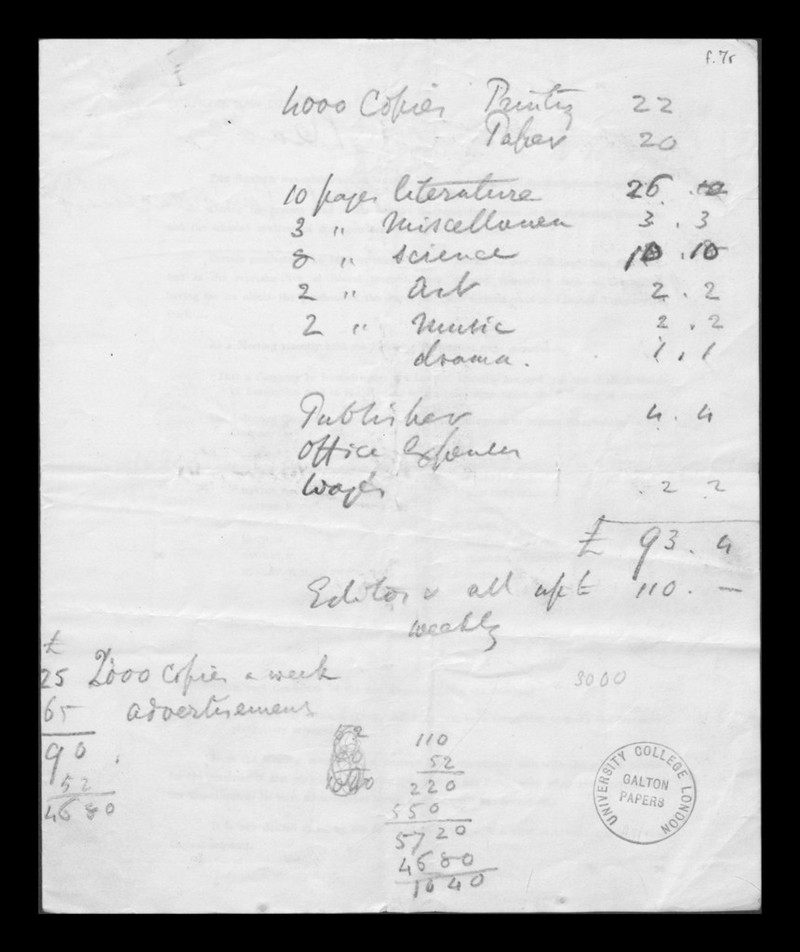 f.7r
4000 Copies Printing 22
Paper 20
10 pages literature 26 . 10
3 " Miscellanea 3 . 3
8 " science 10 . 10
2 " Art 2 . 2
2 " Music 2 . 2
drama. 1 . 1
Publisher 4 . 4
Office Expenses
Wages . 2 2
£ 93 . 4
Editor & all up £ 110 . —
weekly
£
25 2000 Copies a week
3000
65 advertisements
90 .
52
4680
52
110
52
220
550
5720
4680
1040
UNIVERSITY COLLEGE LONDON
GALTON
PAPERS